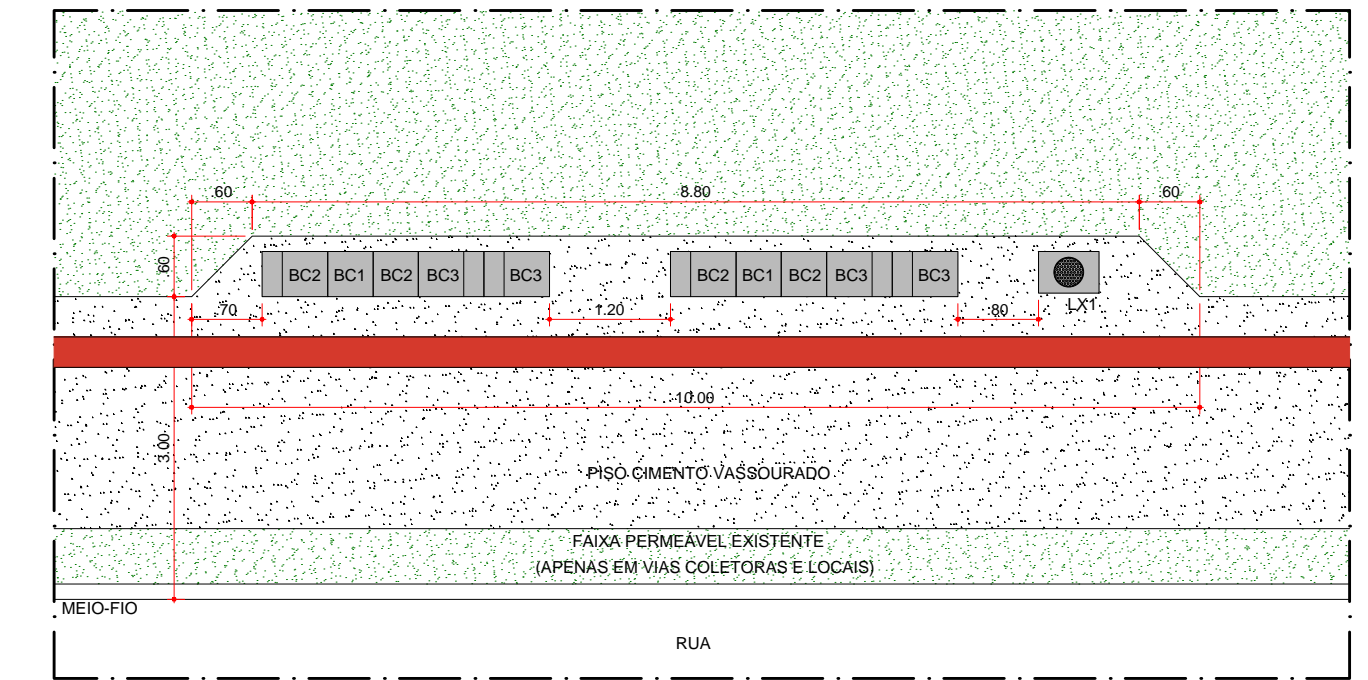 .60 8.80 .60
.60
BC2 BC1 BC2 BC3 BC3 BC2 BC1 BC2 BC3 BC3
.70 1.20 .80 LX1
10.00
3.00
PISO CIMENTO VASSOURADO
FAIXA PERMEÁVEL EXISTENTE
(APENAS EM VIAS COLETORAS E LOCAIS)
MEIO-FIO
RUA